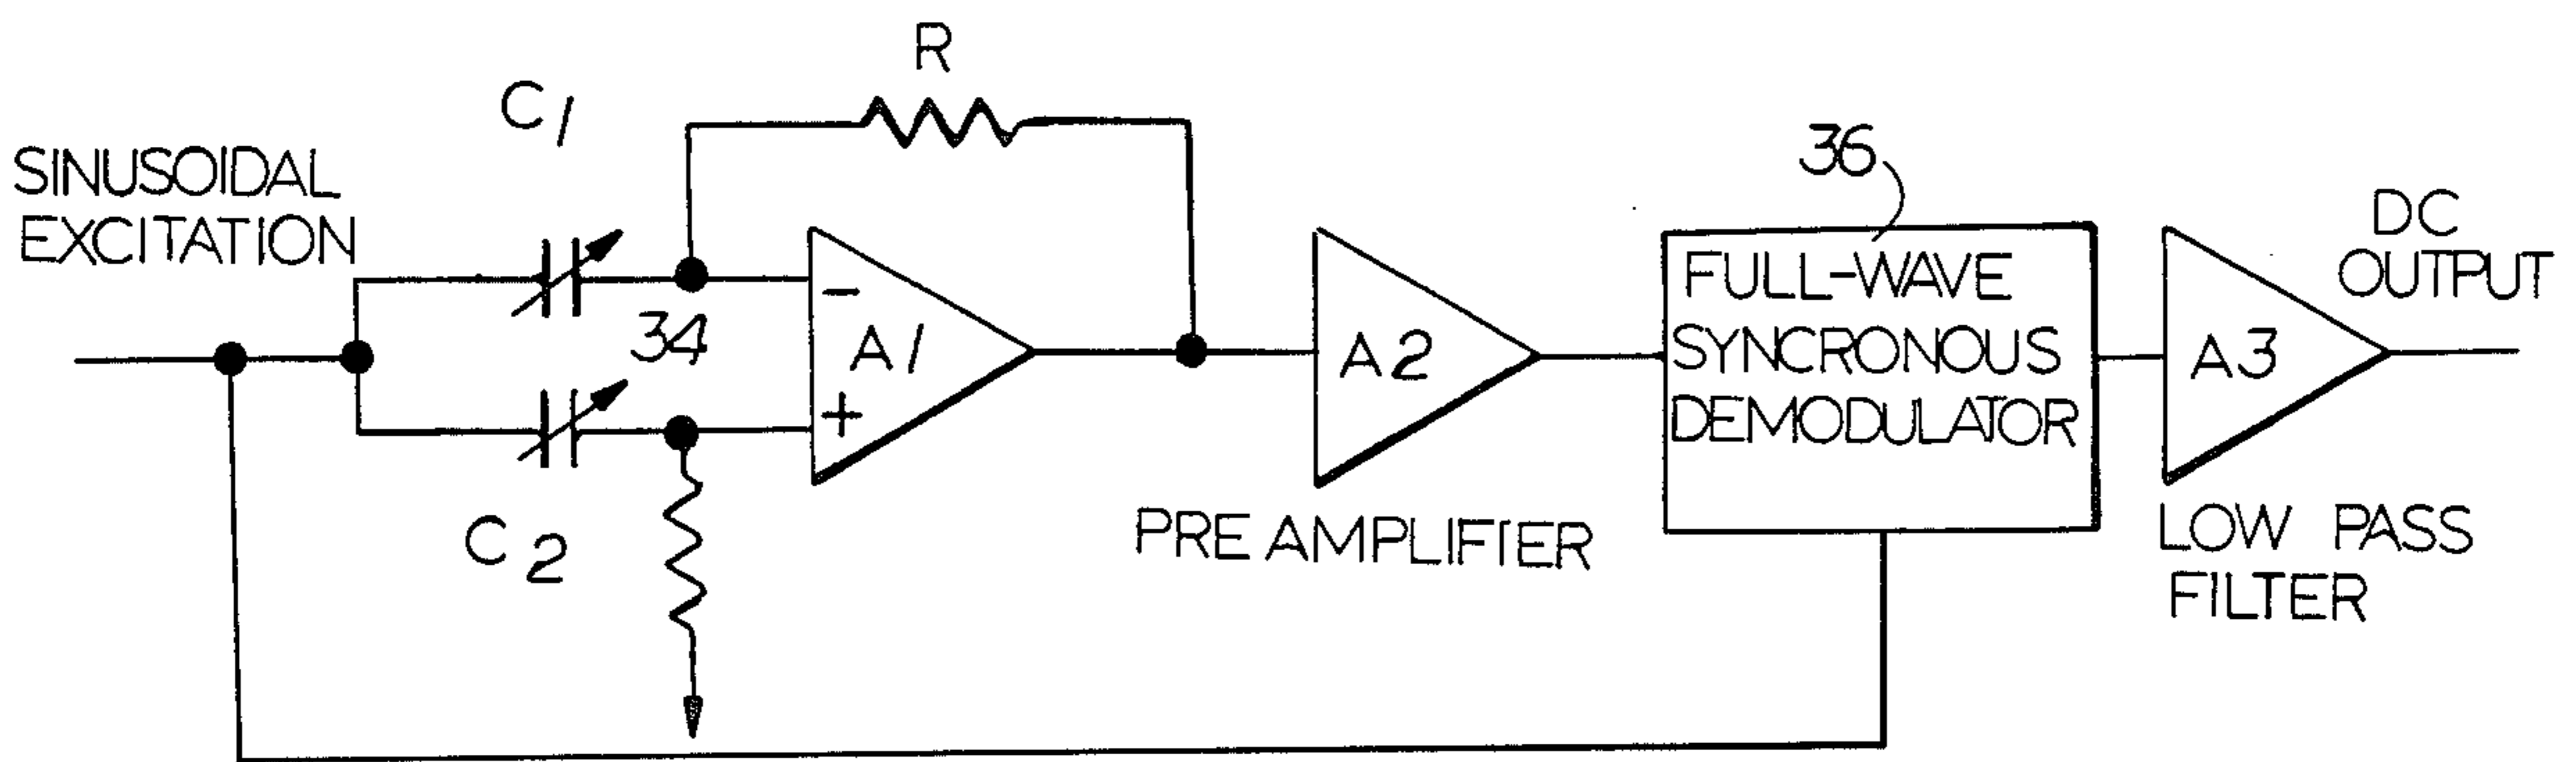 SINUSOIDAL
EXCITATION
C1
R
34
-
A1
+
C2
A2
PRE AMPLIFIER
36
FULL-WAVE
SYNCRONOUS
DEMODULATOR
A3
LOW PASS
FILTER
DC
OUTPUT